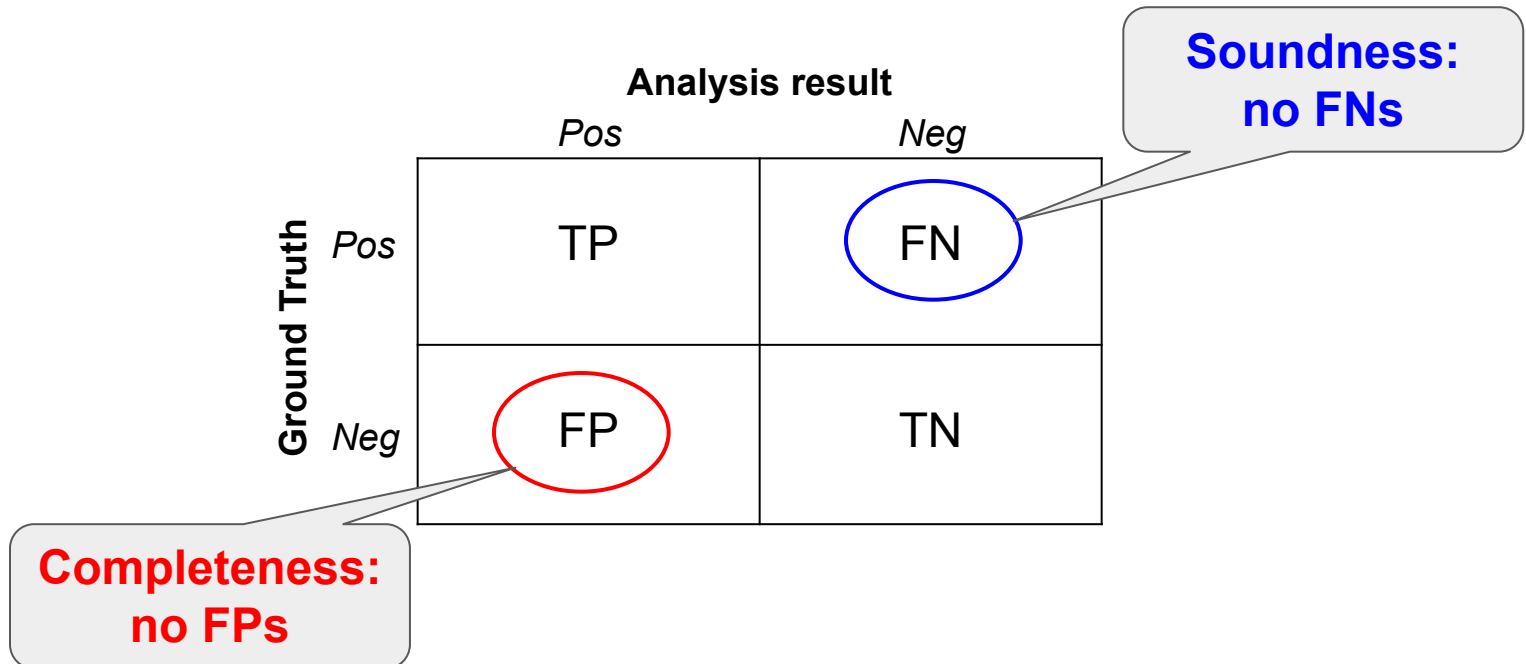 Soundness:
no FNs
Analysis result
Pos Neg
Ground Truth
Pos TP FN
Neg FP TN
Completeness:
no FPs